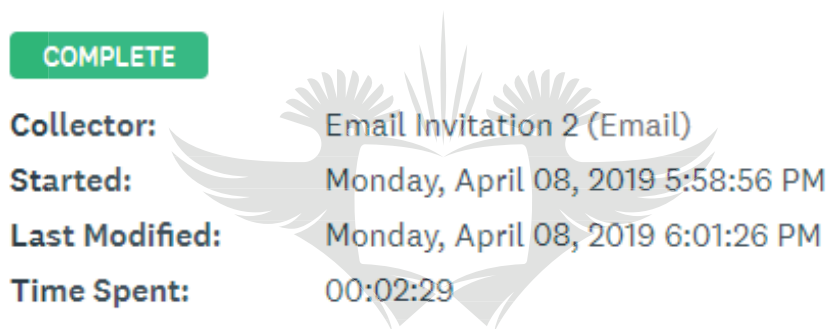 COMPLETE
Collector: Email Invitation 2 (Email)
Started: Monday, April 08, 2019 5:58:56 PM
Last Modified: Monday, April 08, 2019 6:01:26 PM
Time Spent: 00:02:29